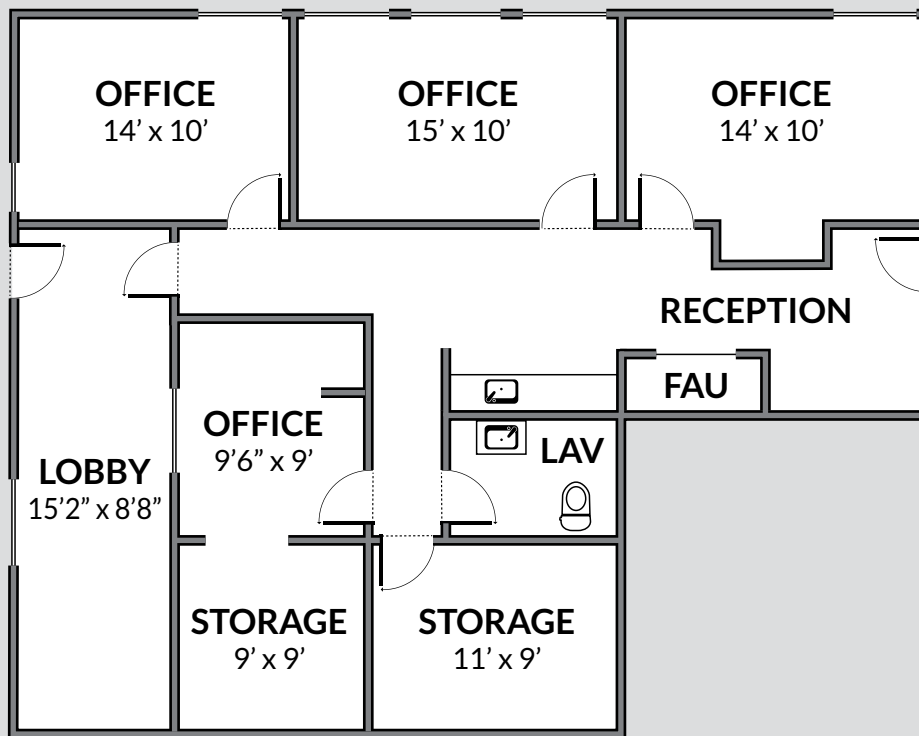 OFFICE
14’ x 10’
OFFICE
15’ x 10’
OFFICE
14’ x 10’
RECEPTION
FAU
OFFICE
9’6” x 9’
LAV
LOBBY
15’2” x 8’8”
STORAGE
9’ x 9’
STORAGE
11’ x 9’